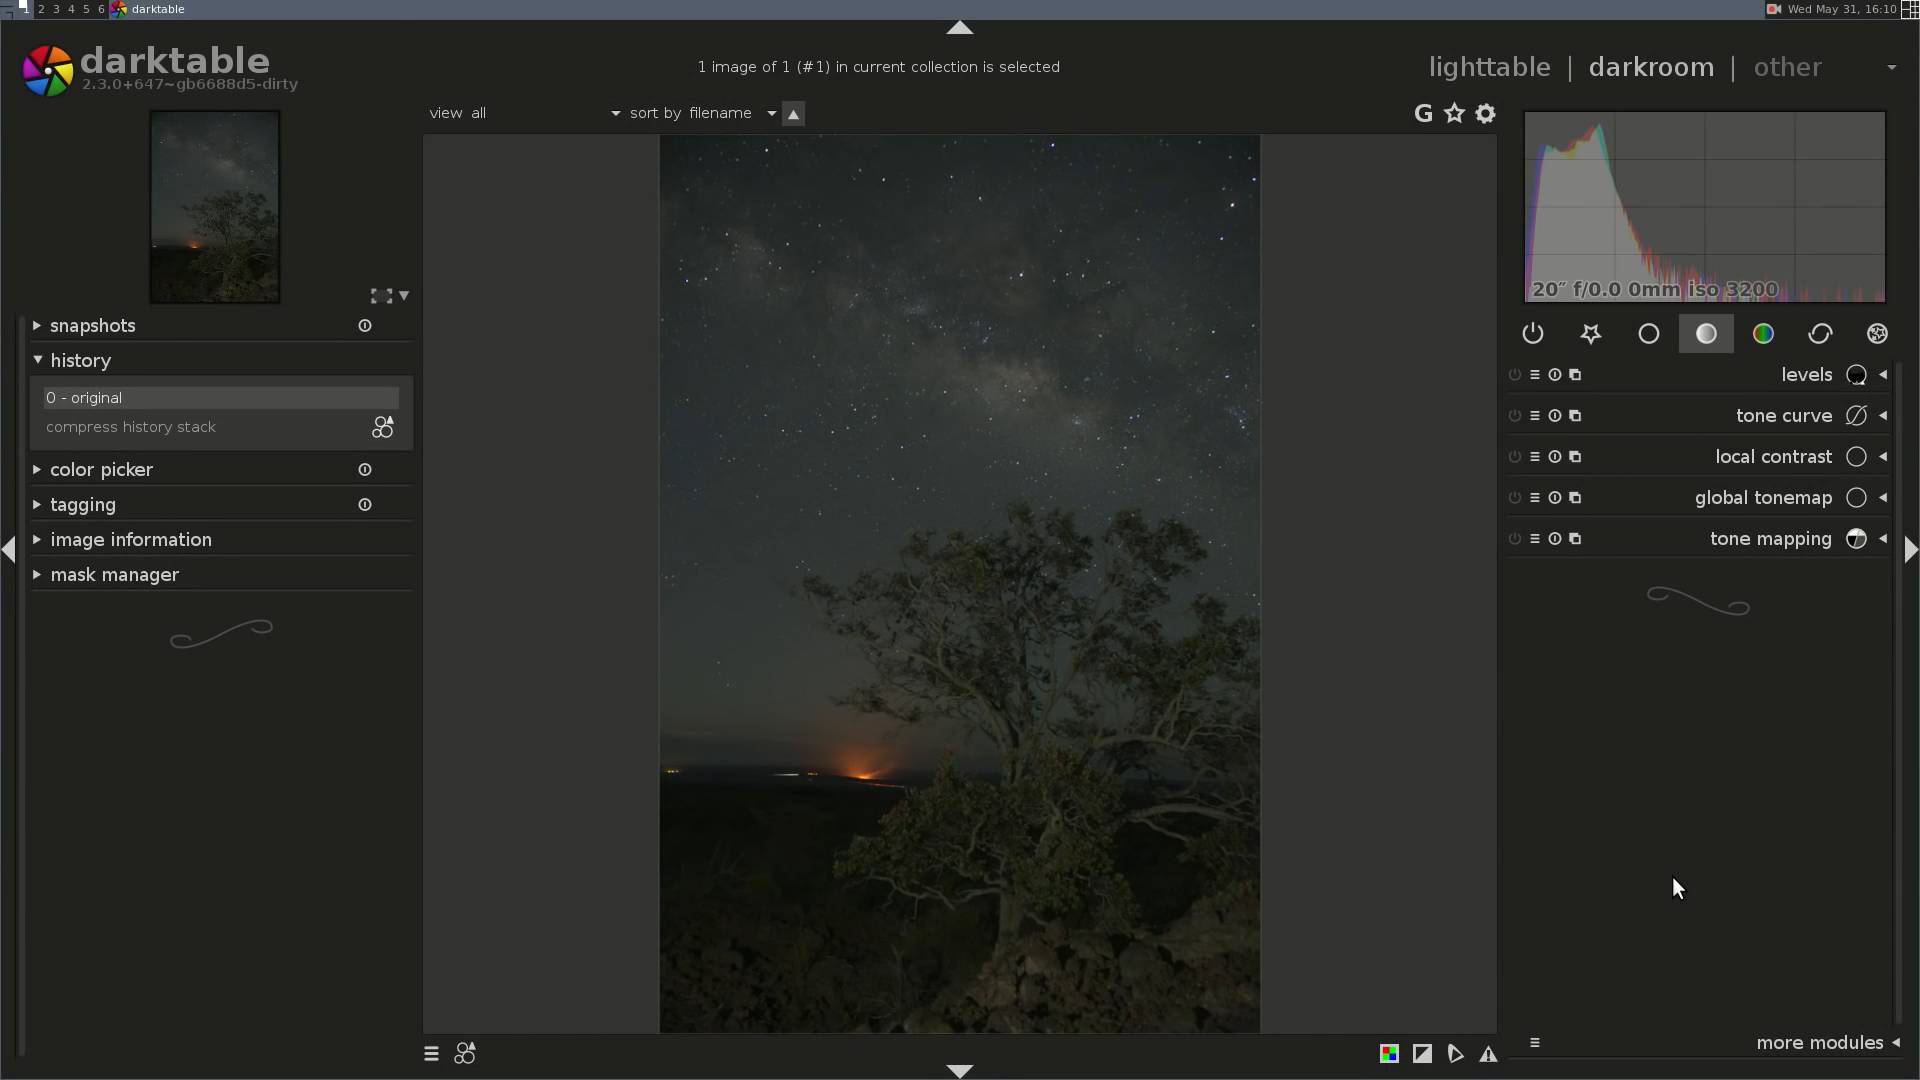 1 2 3 4 5 6 darktable
Wed May 31, 16:10
darktable
2.3.0+647~gb6688d5-dirty
1 image of 1 (#1) in current collection is selected
lighttable | darkroom | other
view all sort by filename
G
20″ f/0.0 0mm iso 3200
snapshots
history
0 - original
compress history stack
color picker
tagging
image information
mask manager
levels
tone curve
local contrast
global tonemap
tone mapping
more modules